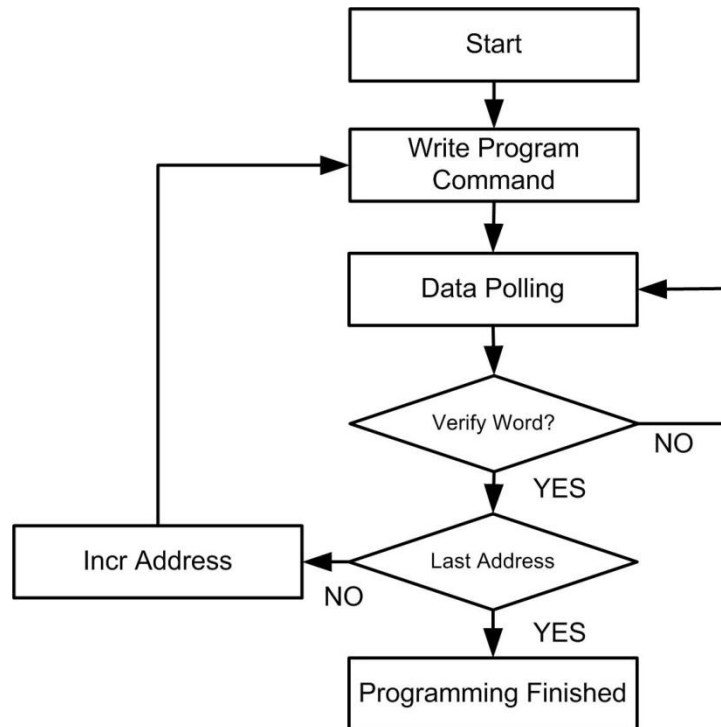 Start
Write Program
Command
Data Polling
Verify Word?
NO
YES
Incr Address
Last Address
NO
YES
Programming Finished